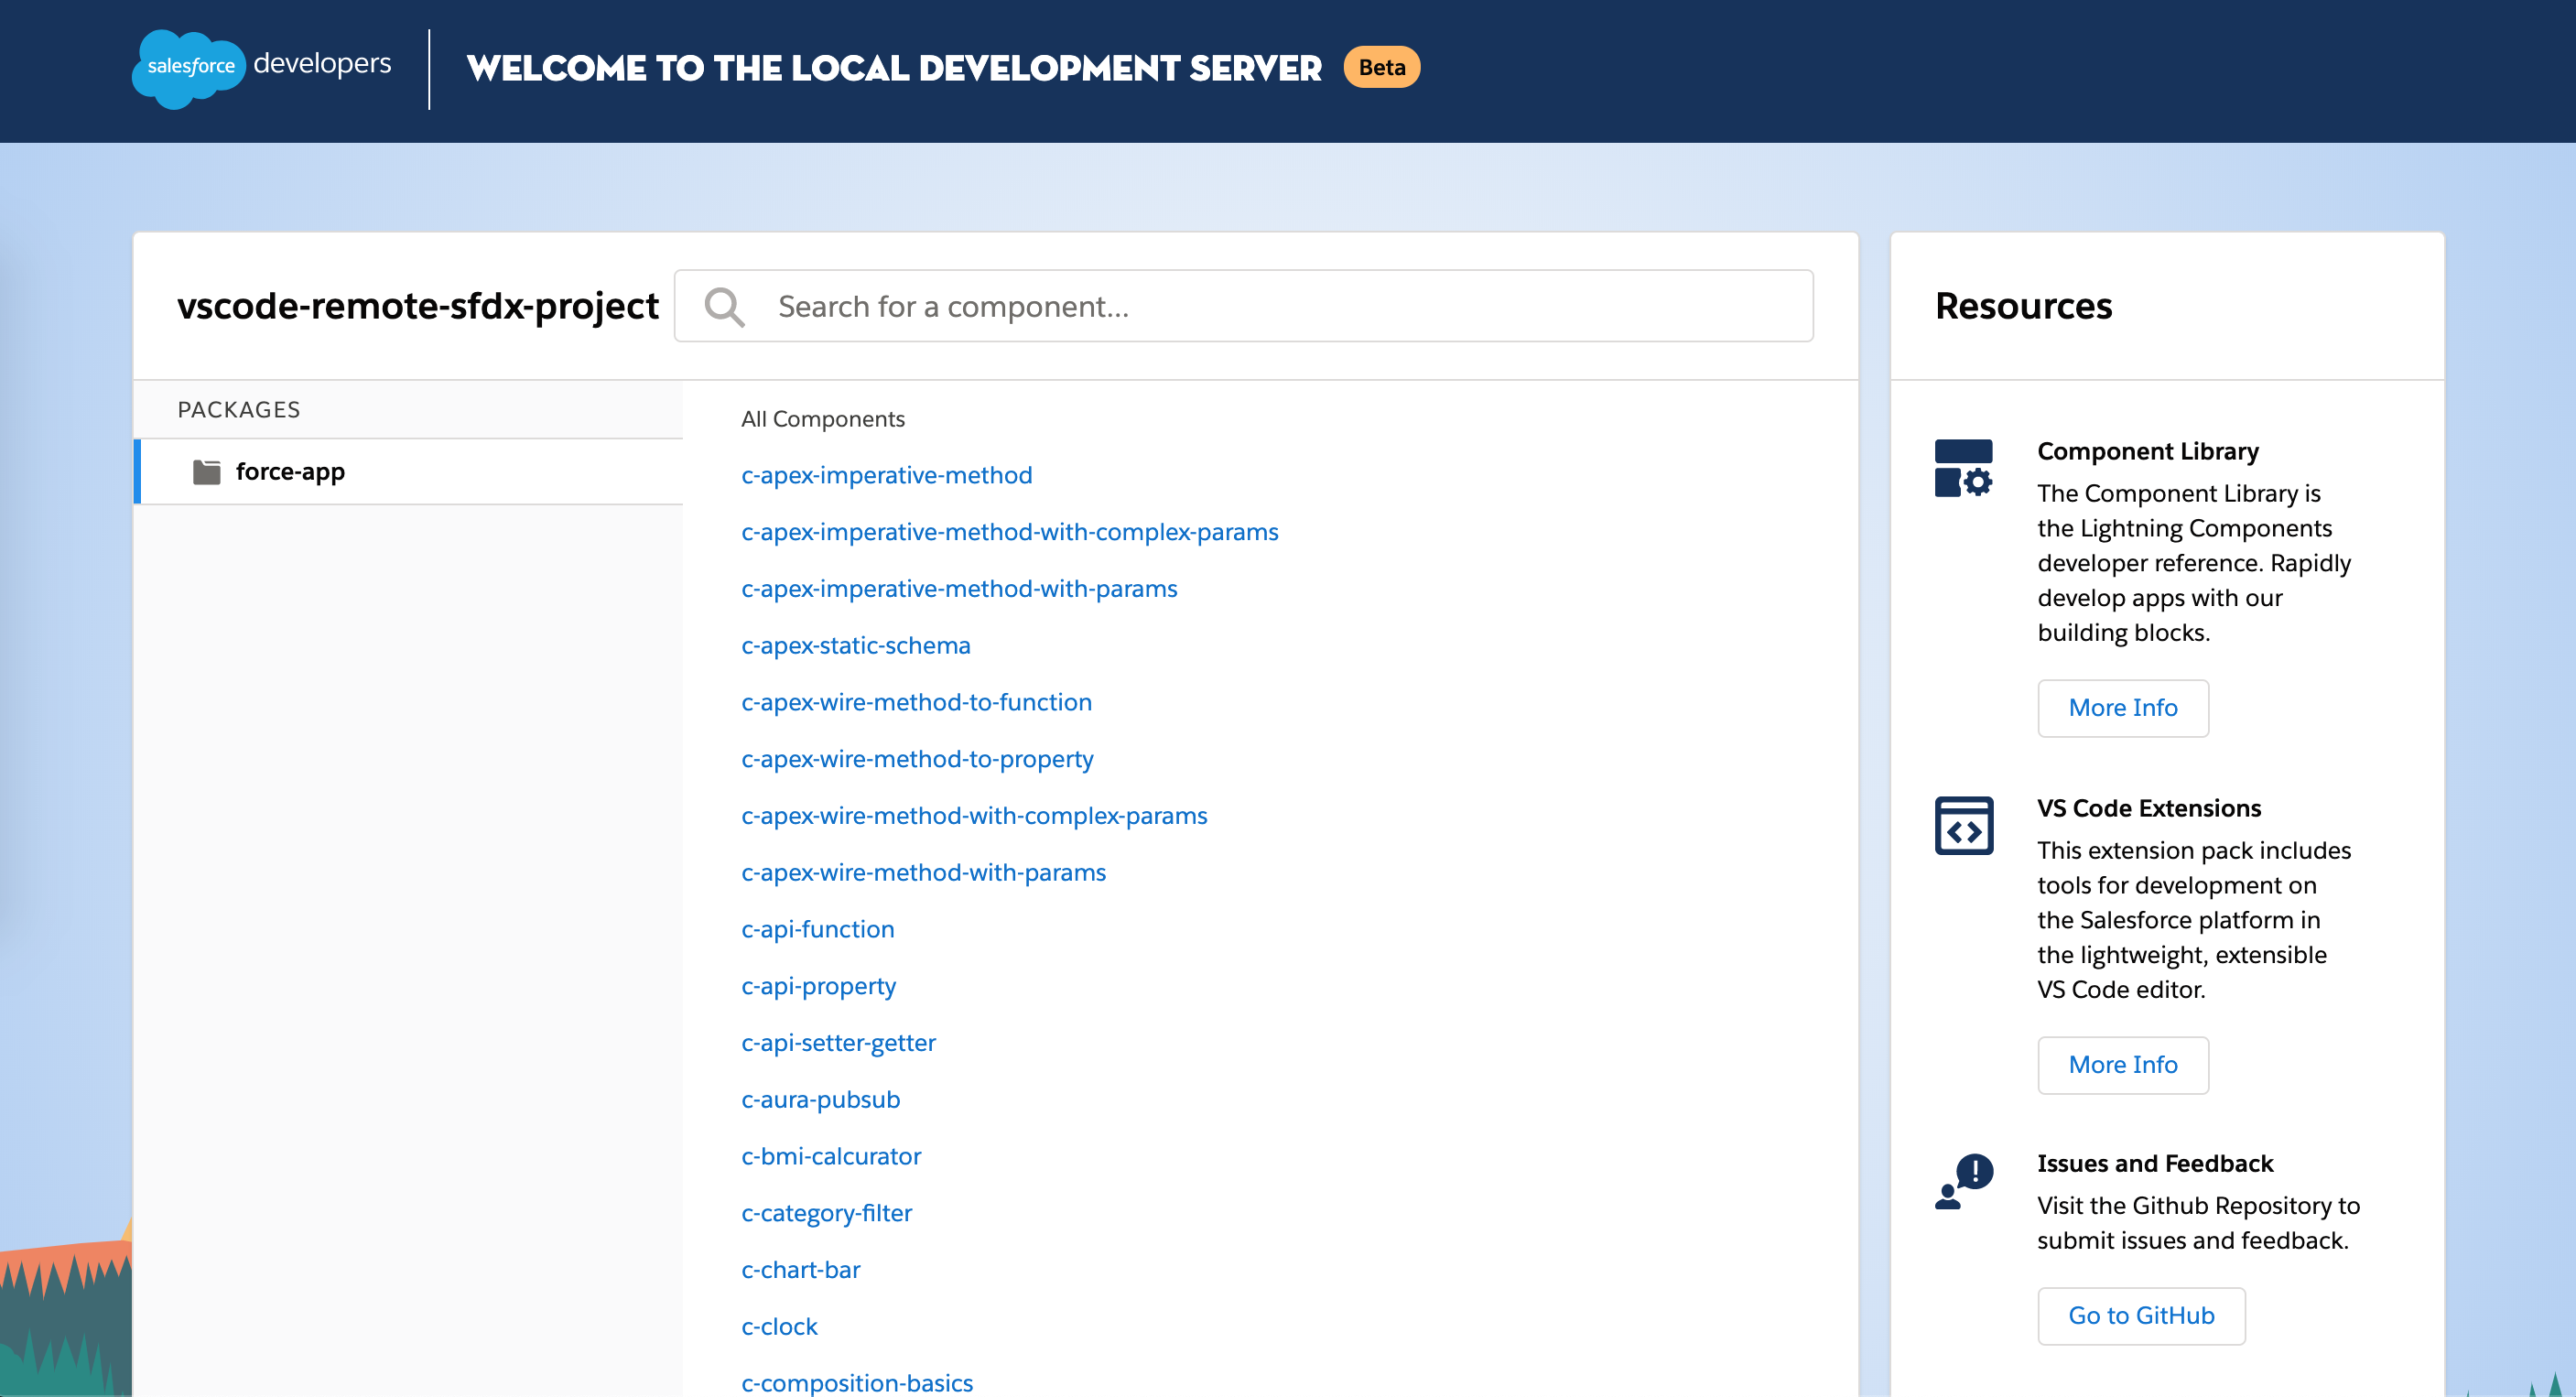 salesforce developers
WELCOME TO THE LOCAL DEVELOPMENT SERVER Beta
vscode-remote-sfdx-project
Search for a component...
PACKAGES
force-app
All Components
c-apex-imperative-method
c-apex-imperative-method-with-complex-params
c-apex-imperative-method-with-params
c-apex-static-schema
c-apex-wire-method-to-function
c-apex-wire-method-to-property
c-apex-wire-method-with-complex-params
c-apex-wire-method-with-params
c-api-function
c-api-property
c-api-setter-getter
c-aura-pubsub
c-bmi-calcurator
c-category-filter
c-chart-bar
c-clock
c-composition-basics
Resources
Component Library
The Component Library is
the Lightning Components
developer reference. Rapidly
develop apps with our
building blocks.
More Info
VS Code Extensions
This extension pack includes
tools for development on
the Salesforce platform in
the lightweight, extensible
VS Code editor.
More Info
Issues and Feedback
Visit the Github Repository to
submit issues and feedback.
Go to GitHub